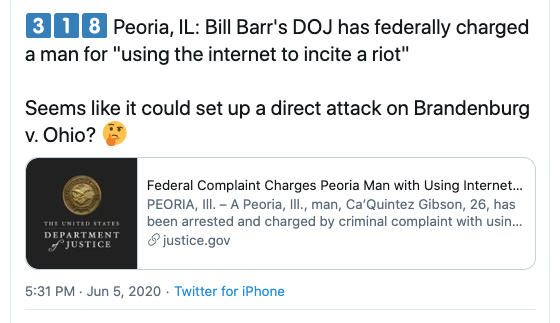 3️⃣1️⃣8️⃣ Peoria, IL: Bill Barr's DOJ has federally charged
a man for "using the internet to incite a riot"
Seems like it could set up a direct attack on Brandenburg
v. Ohio? 🤔
THE UNITED STATES
DEPARTMENT
of JUSTICE
Federal Complaint Charges Peoria Man with Using Internet...
PEORIA, Ill. – A Peoria, Ill., man, Ca'Quintez Gibson, 26, has
been arrested and charged by criminal complaint with usin...
justice.gov
5:31 PM · Jun 5, 2020 · Twitter for iPhone